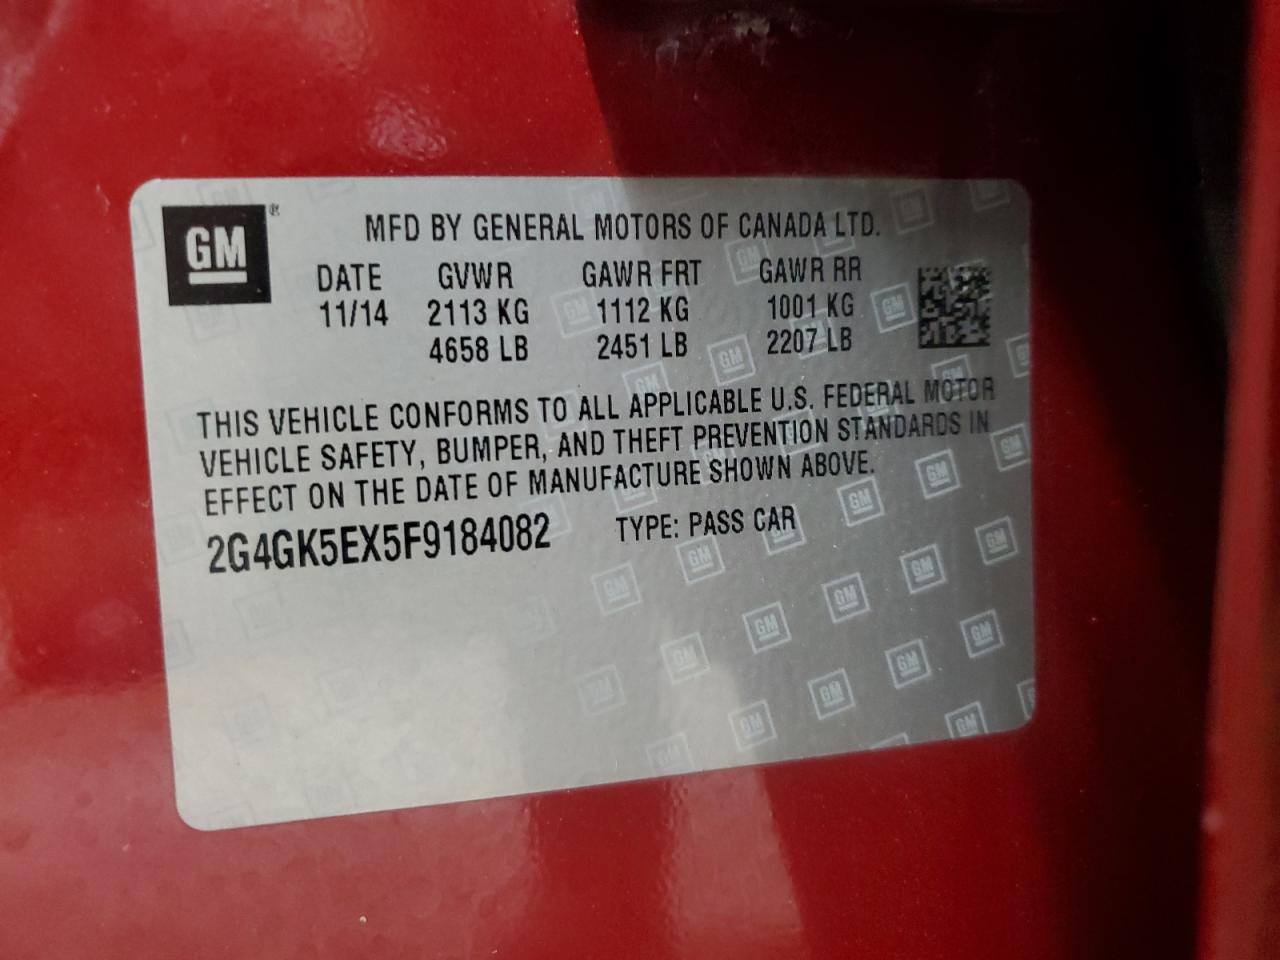 GM ®
MFD BY GENERAL MOTORS OF CANADA LTD.
DATE GVWR GAWR FRT GAWR RR
11/14 2113 KG 1112 KG 1001 KG
4658 LB 2451 LB 2207 LB
THIS VEHICLE CONFORMS TO ALL APPLICABLE U.S. FEDERAL MOTOR
VEHICLE SAFETY, BUMPER, AND THEFT PREVENTION STANDARDS IN
EFFECT ON THE DATE OF MANUFACTURE SHOWN ABOVE.
2G4GK5EX5F9184082 TYPE: PASS CAR